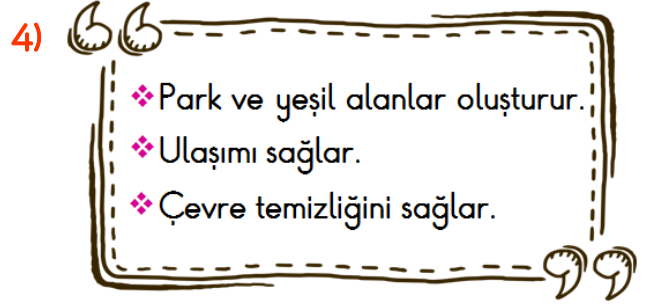 4)
❖Park ve yeşil alanlar oluşturur.
❖Ulaşımı sağlar.
❖Çevre temizliğini sağlar.